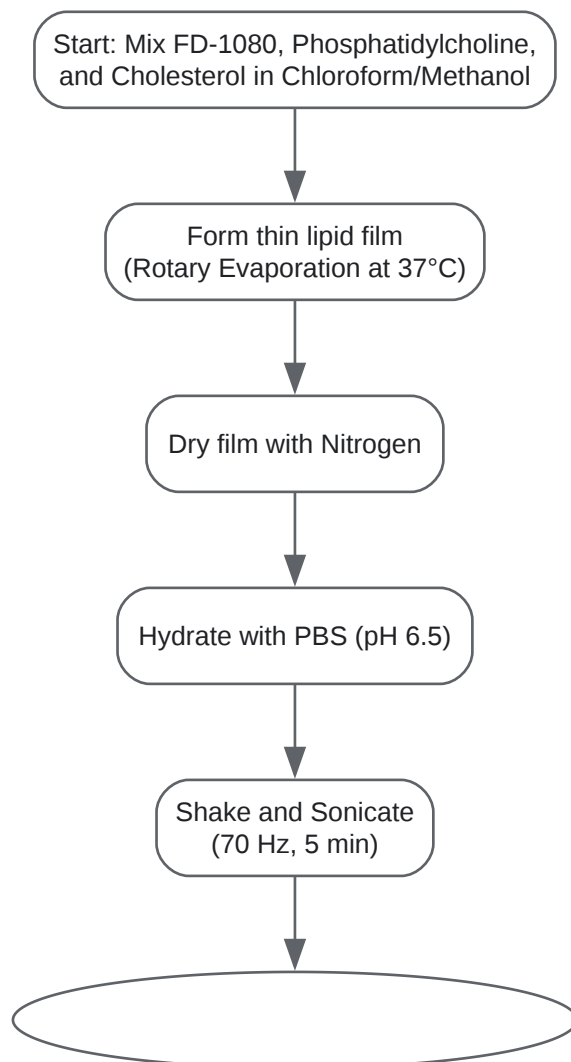 Start: Mix FD-1080, Phosphatidylcholine,
and Cholesterol in Chloroform/Methanol
Form thin lipid film
(Rotary Evaporation at 37°C)
Dry film with Nitrogen
Hydrate with PBS (pH 6.5)
Shake and Sonicate
(70 Hz, 5 min)